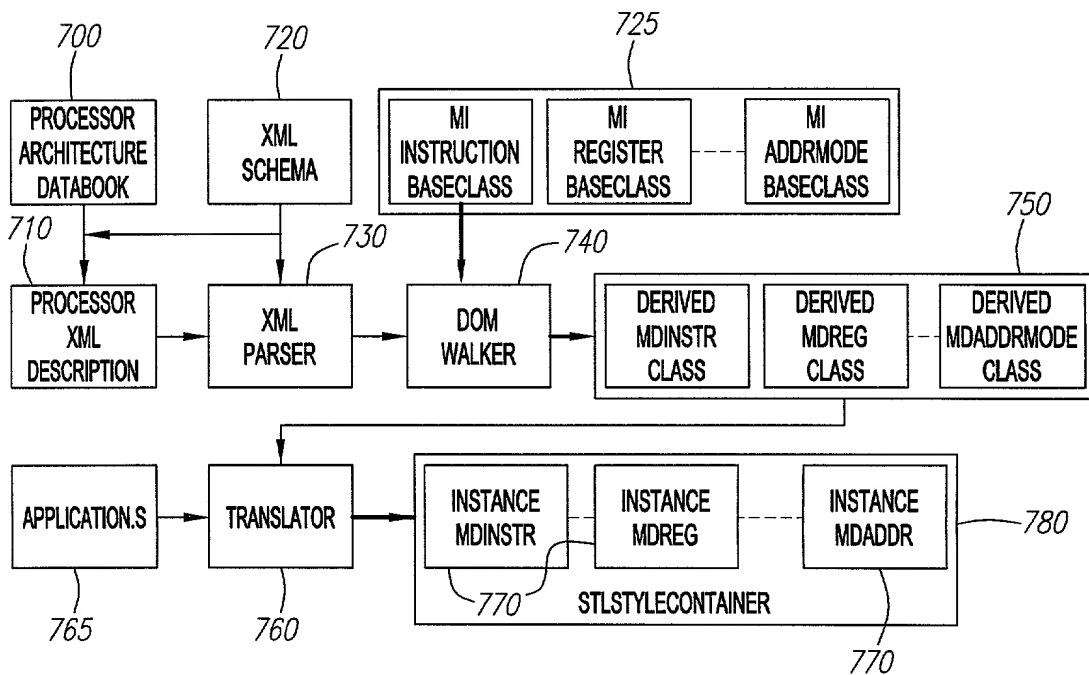 700
720
725
PROCESSOR
ARCHITECTURE
DATABOOK
XML
SCHEMA
MI
INSTRUCTION
BASECLASS
MI
REGISTER
BASECLASS
MI
ADDRMODE
BASECLASS
710
730
740
750
PROCESSOR
XML
DESCRIPTION
XML
PARSER
DOM
WALKER
DERIVED
MDINSTR
CLASS
DERIVED
MDREG
CLASS
DERIVED
MDADDRMODE
CLASS
APPLICATION.S
TRANSLATOR
INSTANCE
MDINSTR
INSTANCE
MDREG
INSTANCE
MDADDR
780
770
STLSTYLECONTAINER
765
760
770